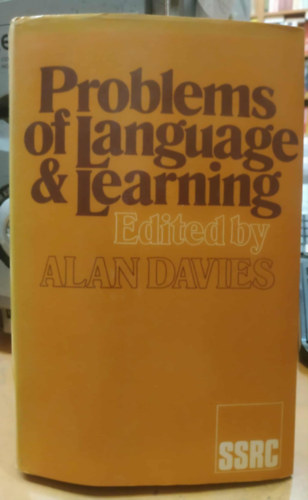 Problems
of Language
& Learning
Edited by
ALAN DAVIES
SSRC